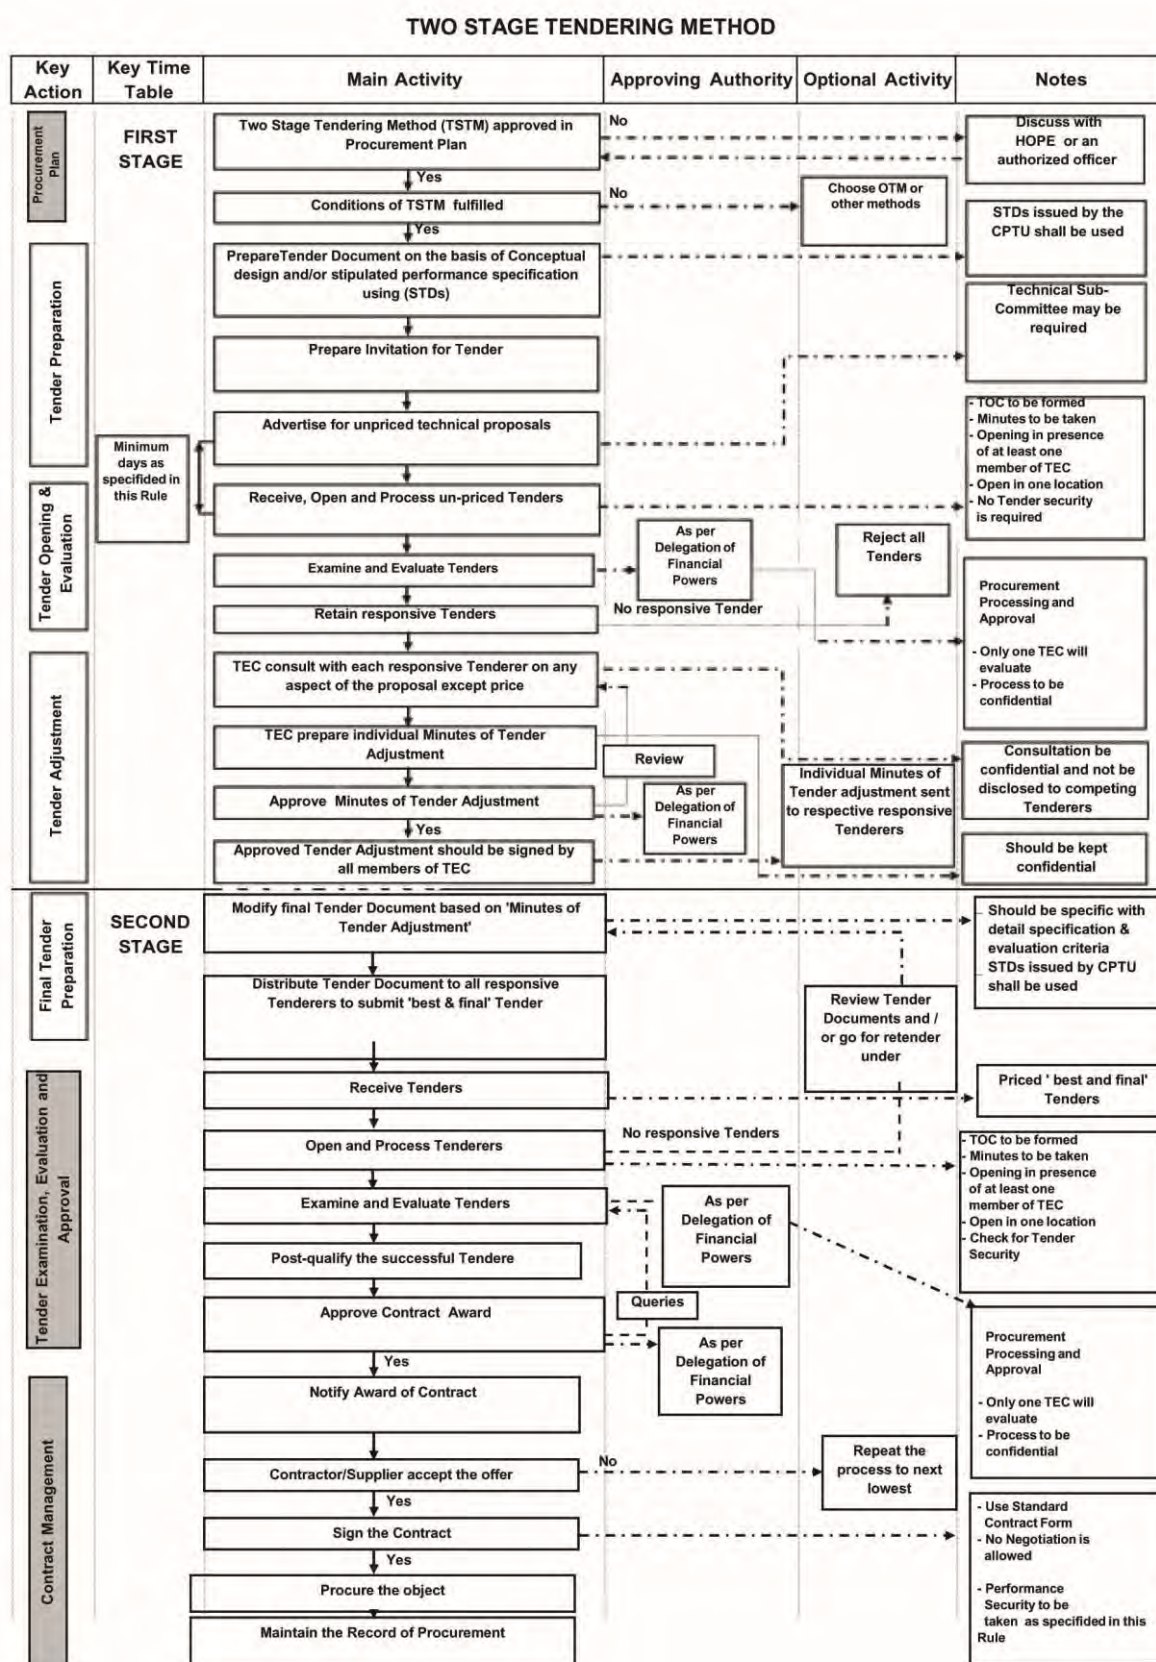 TWO STAGE TENDERING METHOD
Key
Action
Key Time
Table
Main Activity
Approving Authority
Optional Activity
Notes
Procurement
Plan
FIRST
STAGE
Two Stage Tendering Method (TSTM) approved in
Procurement Plan
No
Discuss with
HOPE or an
authorized officer
Yes
Conditions of TSTM fulfilled
No
Choose OTM or
other methods
Yes
STDs issued by the
CPTU shall be used
Tender Preparation
PrepareTender Document on the basis of Conceptual
design and/or stipulated performance specification
using (STDs)
Technical Sub-
Committee may be
required
Prepare Invitation for Tender
Advertise for unpriced technical proposals
- TOC to be formed
- Minutes to be taken
- Opening in presence
of at least one
member of TEC
- Open in one location
- No Tender security
is required
Minimum
days as
specifided in
this Rule
Tender Opening &
Evaluation
Receive, Open and Process un-priced Tenders
As per
Delegation of
Financial
Powers
Reject all
Tenders
Examine and Evaluate Tenders
Procurement
Processing and
Approval
- Only one TEC will
evaluate
- Process to be
confidential
Retain responsive Tenders
No responsive Tender
Tender Adjustment
TEC consult with each responsive Tenderer on any
aspect of the proposal except price
TEC prepare individual Minutes of Tender
Adjustment
Review
Consultation be
confidential and not be
disclosed to competing
Tenderers
Individual Minutes of
Tender adjustment sent
to respective responsive
Tenderers
Approve Minutes of Tender Adjustment
As per
Delegation of
Financial
Powers
Yes
Approved Tender Adjustment should be signed by
all members of TEC
Should be kept
confidential
Final Tender
Preparation
SECOND
STAGE
Modify final Tender Document based on 'Minutes of
Tender Adjustment'
- Should be specific with
detail specification &
evaluation criteria
- STDs issued by CPTU
shall be used
Distribute Tender Document to all responsive
Tenderers to submit 'best & final' Tender
Review Tender
Documents and /
or go for retender
under
Tender Examination, Evaluation and
Approval
Receive Tenders
Priced ' best and final'
Tenders
Open and Process Tenderers
No responsive Tenders
- TOC to be formed
- Minutes to be taken
- Opening in presence
of at least one
member of TEC
- Open in one location
- Check for Tender
Security
Examine and Evaluate Tenders
As per
Delegation of
Financial
Powers
Post-qualify the successful Tendere
Queries
Approve Contract Award
As per
Delegation of
Financial
Powers
Procurement
Processing and
Approval
- Only one TEC will
evaluate
- Process to be
confidential
Yes
Contract Management
Notify Award of Contract
Contractor/Supplier accept the offer
No
Repeat the
process to next
lowest
Yes
Sign the Contract
- Use Standard
Contract Form
- No Negotiation is
allowed
- Performance
Security to be
taken as specifided in this
Rule
Yes
Procure the object
Maintain the Record of Procurement